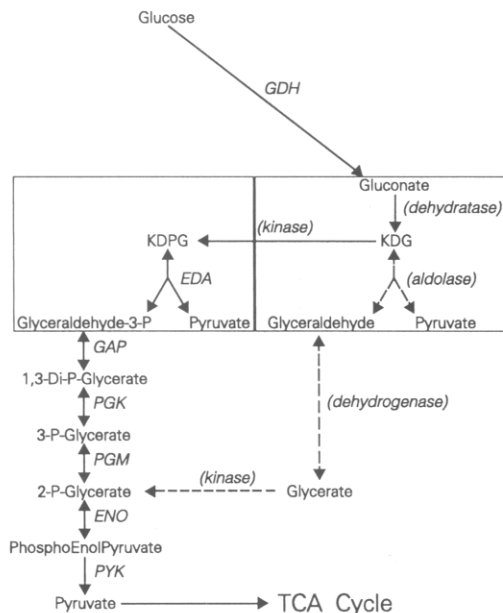 Glucose
GDH
Gluconate
(dehydratase)
(kinase)
KDPG
KDG
EDA
(aldolase)
Glyceraldehyde-3-P
Pyruvate
Glyceraldehyde
Pyruvate
GAP
1,3-Di-P-Glycerate
PGK
(dehydrogenase)
3-P-Glycerate
PGM
(kinase)
2-P-Glycerate
Glycerate
ENO
PhosphoEnolPyruvate
PYK
Pyruvate
TCA Cycle